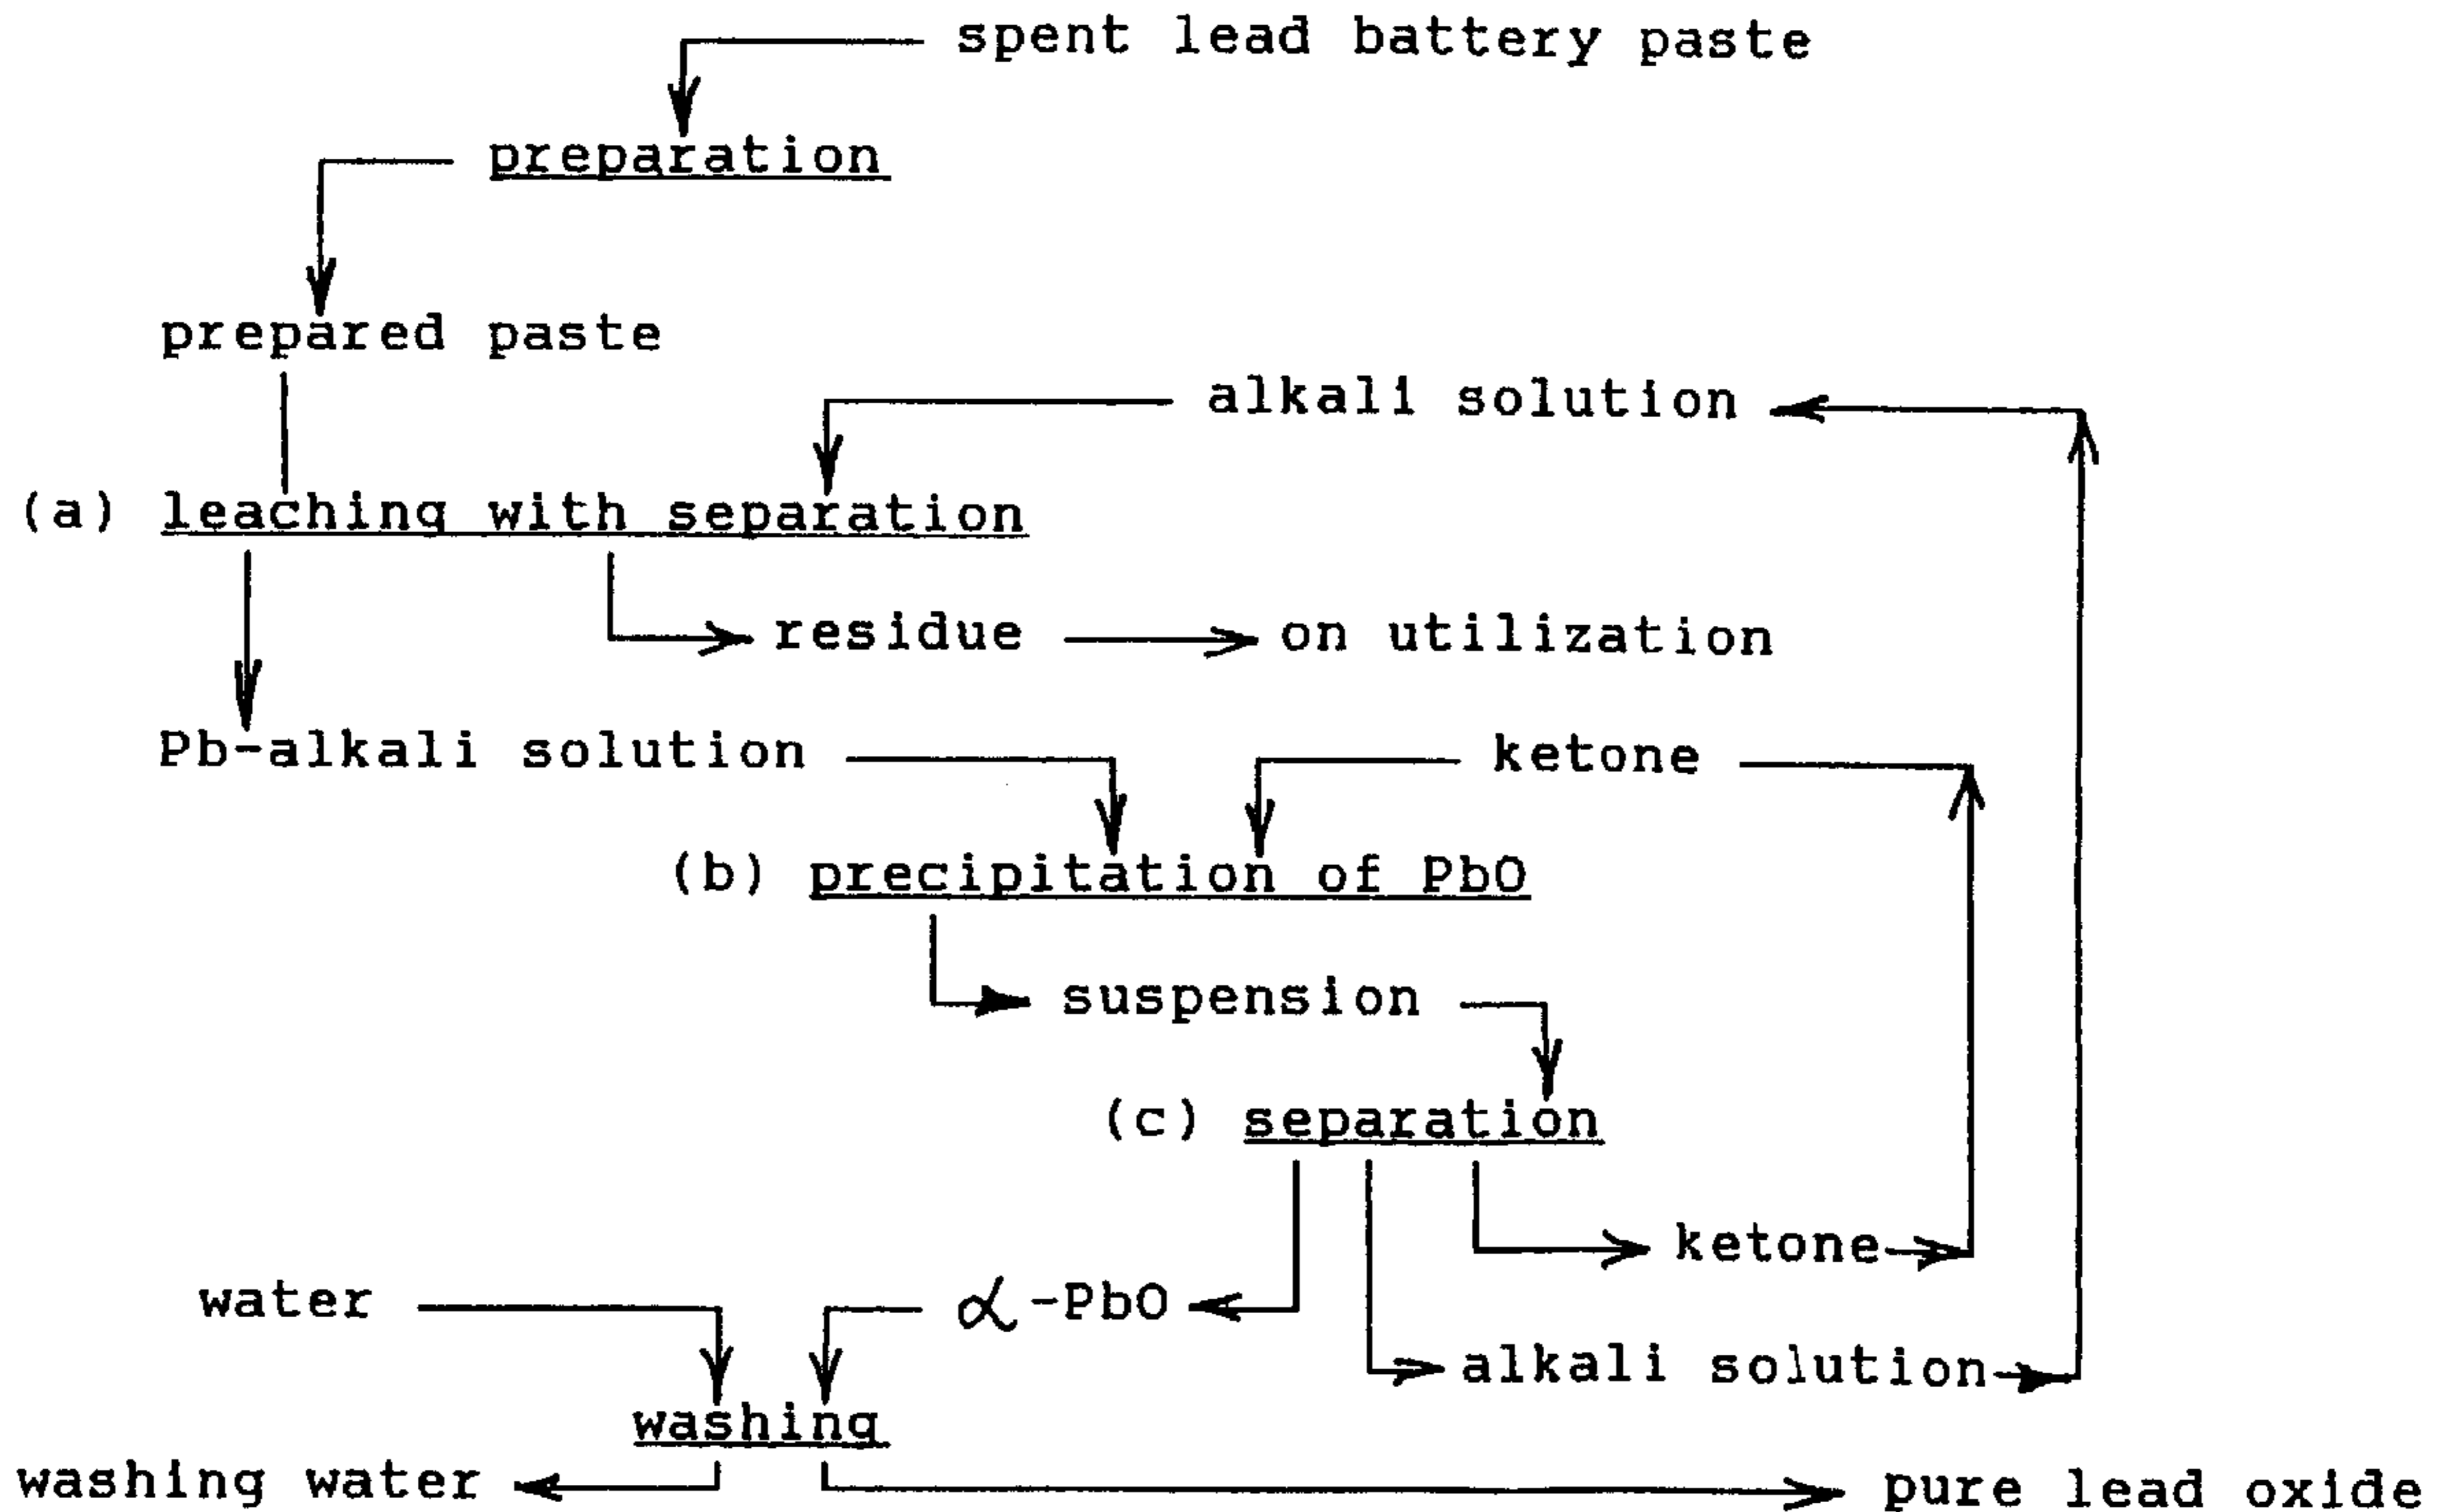 spent lead battery paste
preparation
prepared paste
alkali solution
(a) leaching with separation
residue on utilization
Pb-alkali solution ketone
(b) precipitation of PbO
suspension
(c) separation
ketone
water α-PbO
alkali solution
washing
washing water pure lead oxide